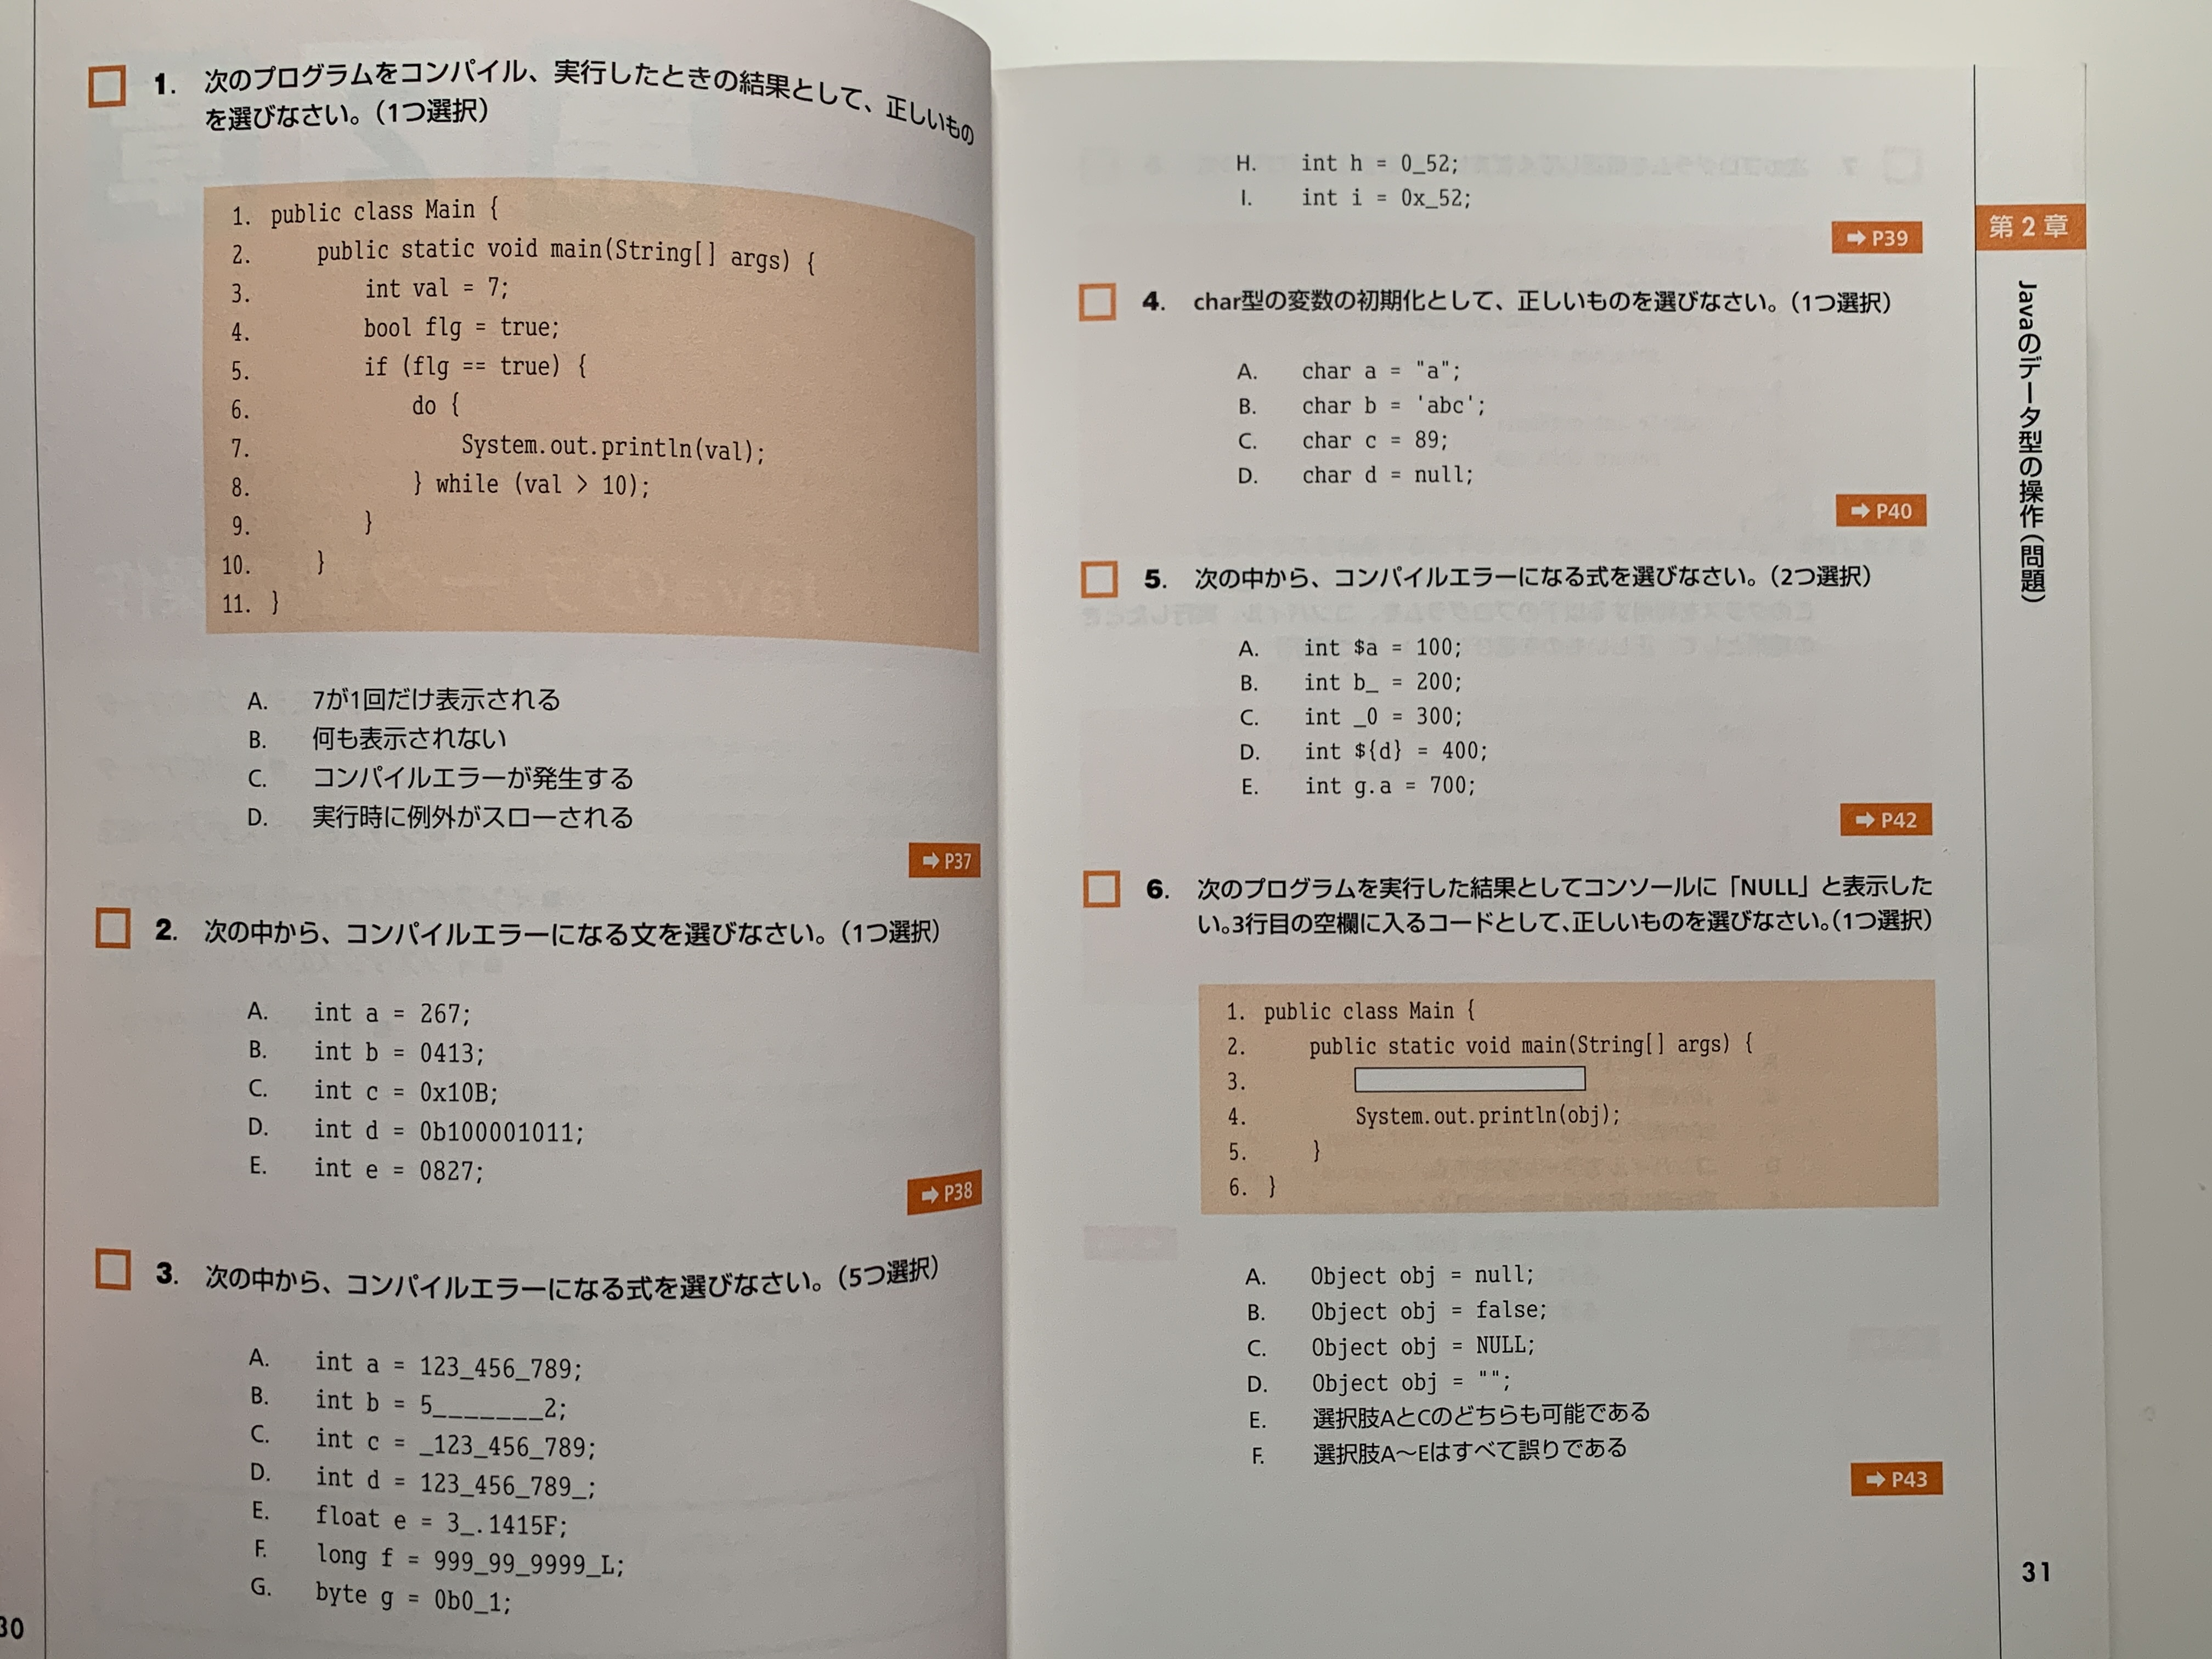 1. 次のプログラムをコンパイル、実行したときの結果として、正しいもの
を選びなさい。（1つ選択）
1. public class Main {
2. public static void main(String[] args) {
3. int val = 7;
4. bool flg = true;
5. if (flg == true) {
6. do {
7. System.out.println(val);
8. } while (val > 10);
9. }
10. }
11. }
A. 7が1回だけ表示される
B. 何も表示されない
C. コンパイルエラーが発生する
D. 実行時に例外がスローされる
➡ P37
2. 次の中から、コンパイルエラーになる文を選びなさい。（1つ選択）
A. int a = 267;
B. int b = 0413;
C. int c = 0x10B;
D. int d = 0b100001011;
E. int e = 0827;
➡ P38
3. 次の中から、コンパイルエラーになる式を選びなさい。（5つ選択）
A. int a = 123_456_789;
B. int b = 5________2;
C. int c = _123_456_789;
D. int d = 123_456_789_;
E. float e = 3_.1415F;
F. long f = 999_99_9999_L;
G. byte g = 0b0_1;
30
H. int h = 0_52;
I. int i = 0x_52;
➡ P39
4. char型の変数の初期化として、正しいものを選びなさい。（1つ選択）
A. char a = "a";
B. char b = 'abc';
C. char c = 89;
D. char d = null;
➡ P40
5. 次の中から、コンパイルエラーになる式を選びなさい。（2つ選択）
A. int $a = 100;
B. int b_ = 200;
C. int _0 = 300;
D. int ${d} = 400;
E. int g.a = 700;
➡ P42
6. 次のプログラムを実行した結果としてコンソールに「NULL」と表示した
い。3行目の空欄に入るコードとして、正しいものを選びなさい。（1つ選択）
1. public class Main {
2. public static void main(String[] args) {
3.
4. System.out.println(obj);
5. }
6. }
A. Object obj = null;
B. Object obj = false;
C. Object obj = NULL;
D. Object obj = "";
E. 選択肢AとCのどちらも可能である
F. 選択肢A～Eはすべて誤りである
➡ P43
第2章
Javaのデータ型の操作（問題）
31